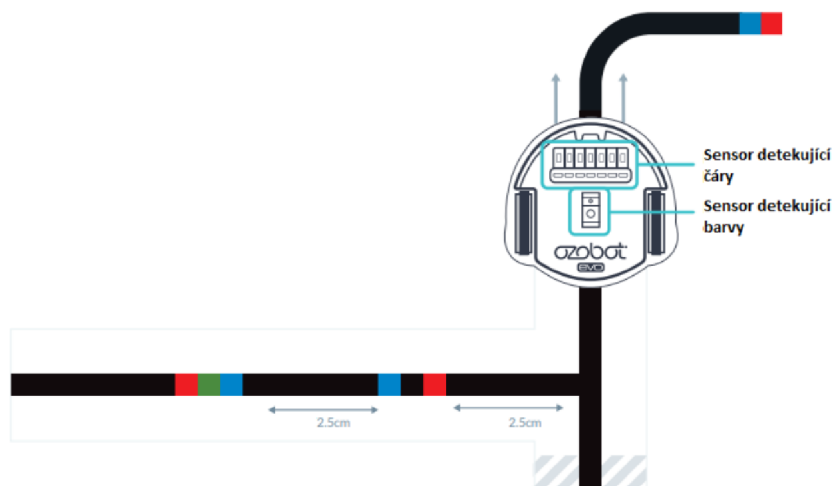 Sensor detekující
čáry
Sensor detekující
barvy
ozobot
evo
2.5cm
2.5cm